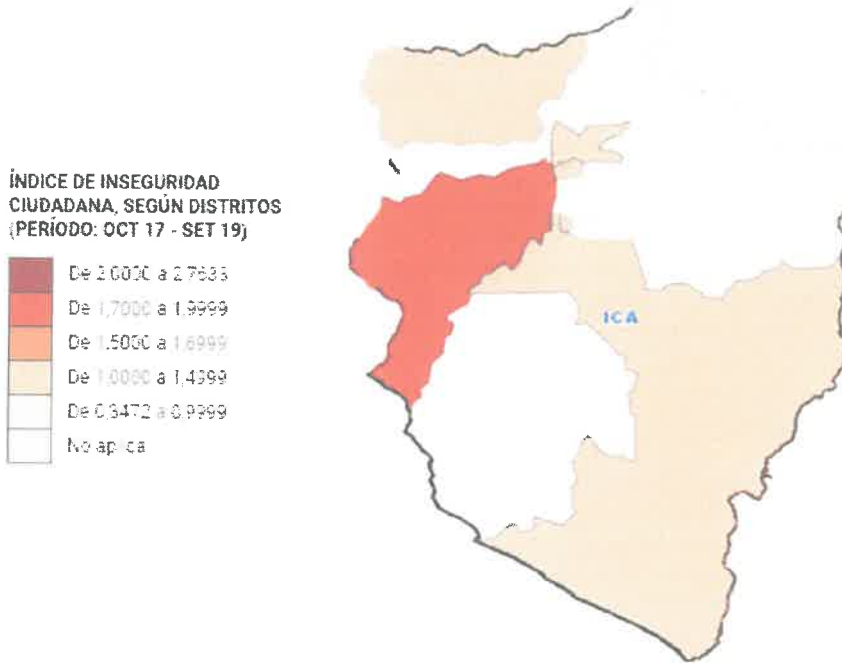 ÍNDICE DE INSEGURIDAD
CIUDADANA, SEGÚN DISTRITOS
(PERÍODO: OCT 17 - SET 19)
De 2.0000 a 2.7633
De 1.7000 a 1.9999
De 1.5000 a 1.6999
De 1.0000 a 1.4999
De 0.3472 a 0.9999
No aplica
ICA